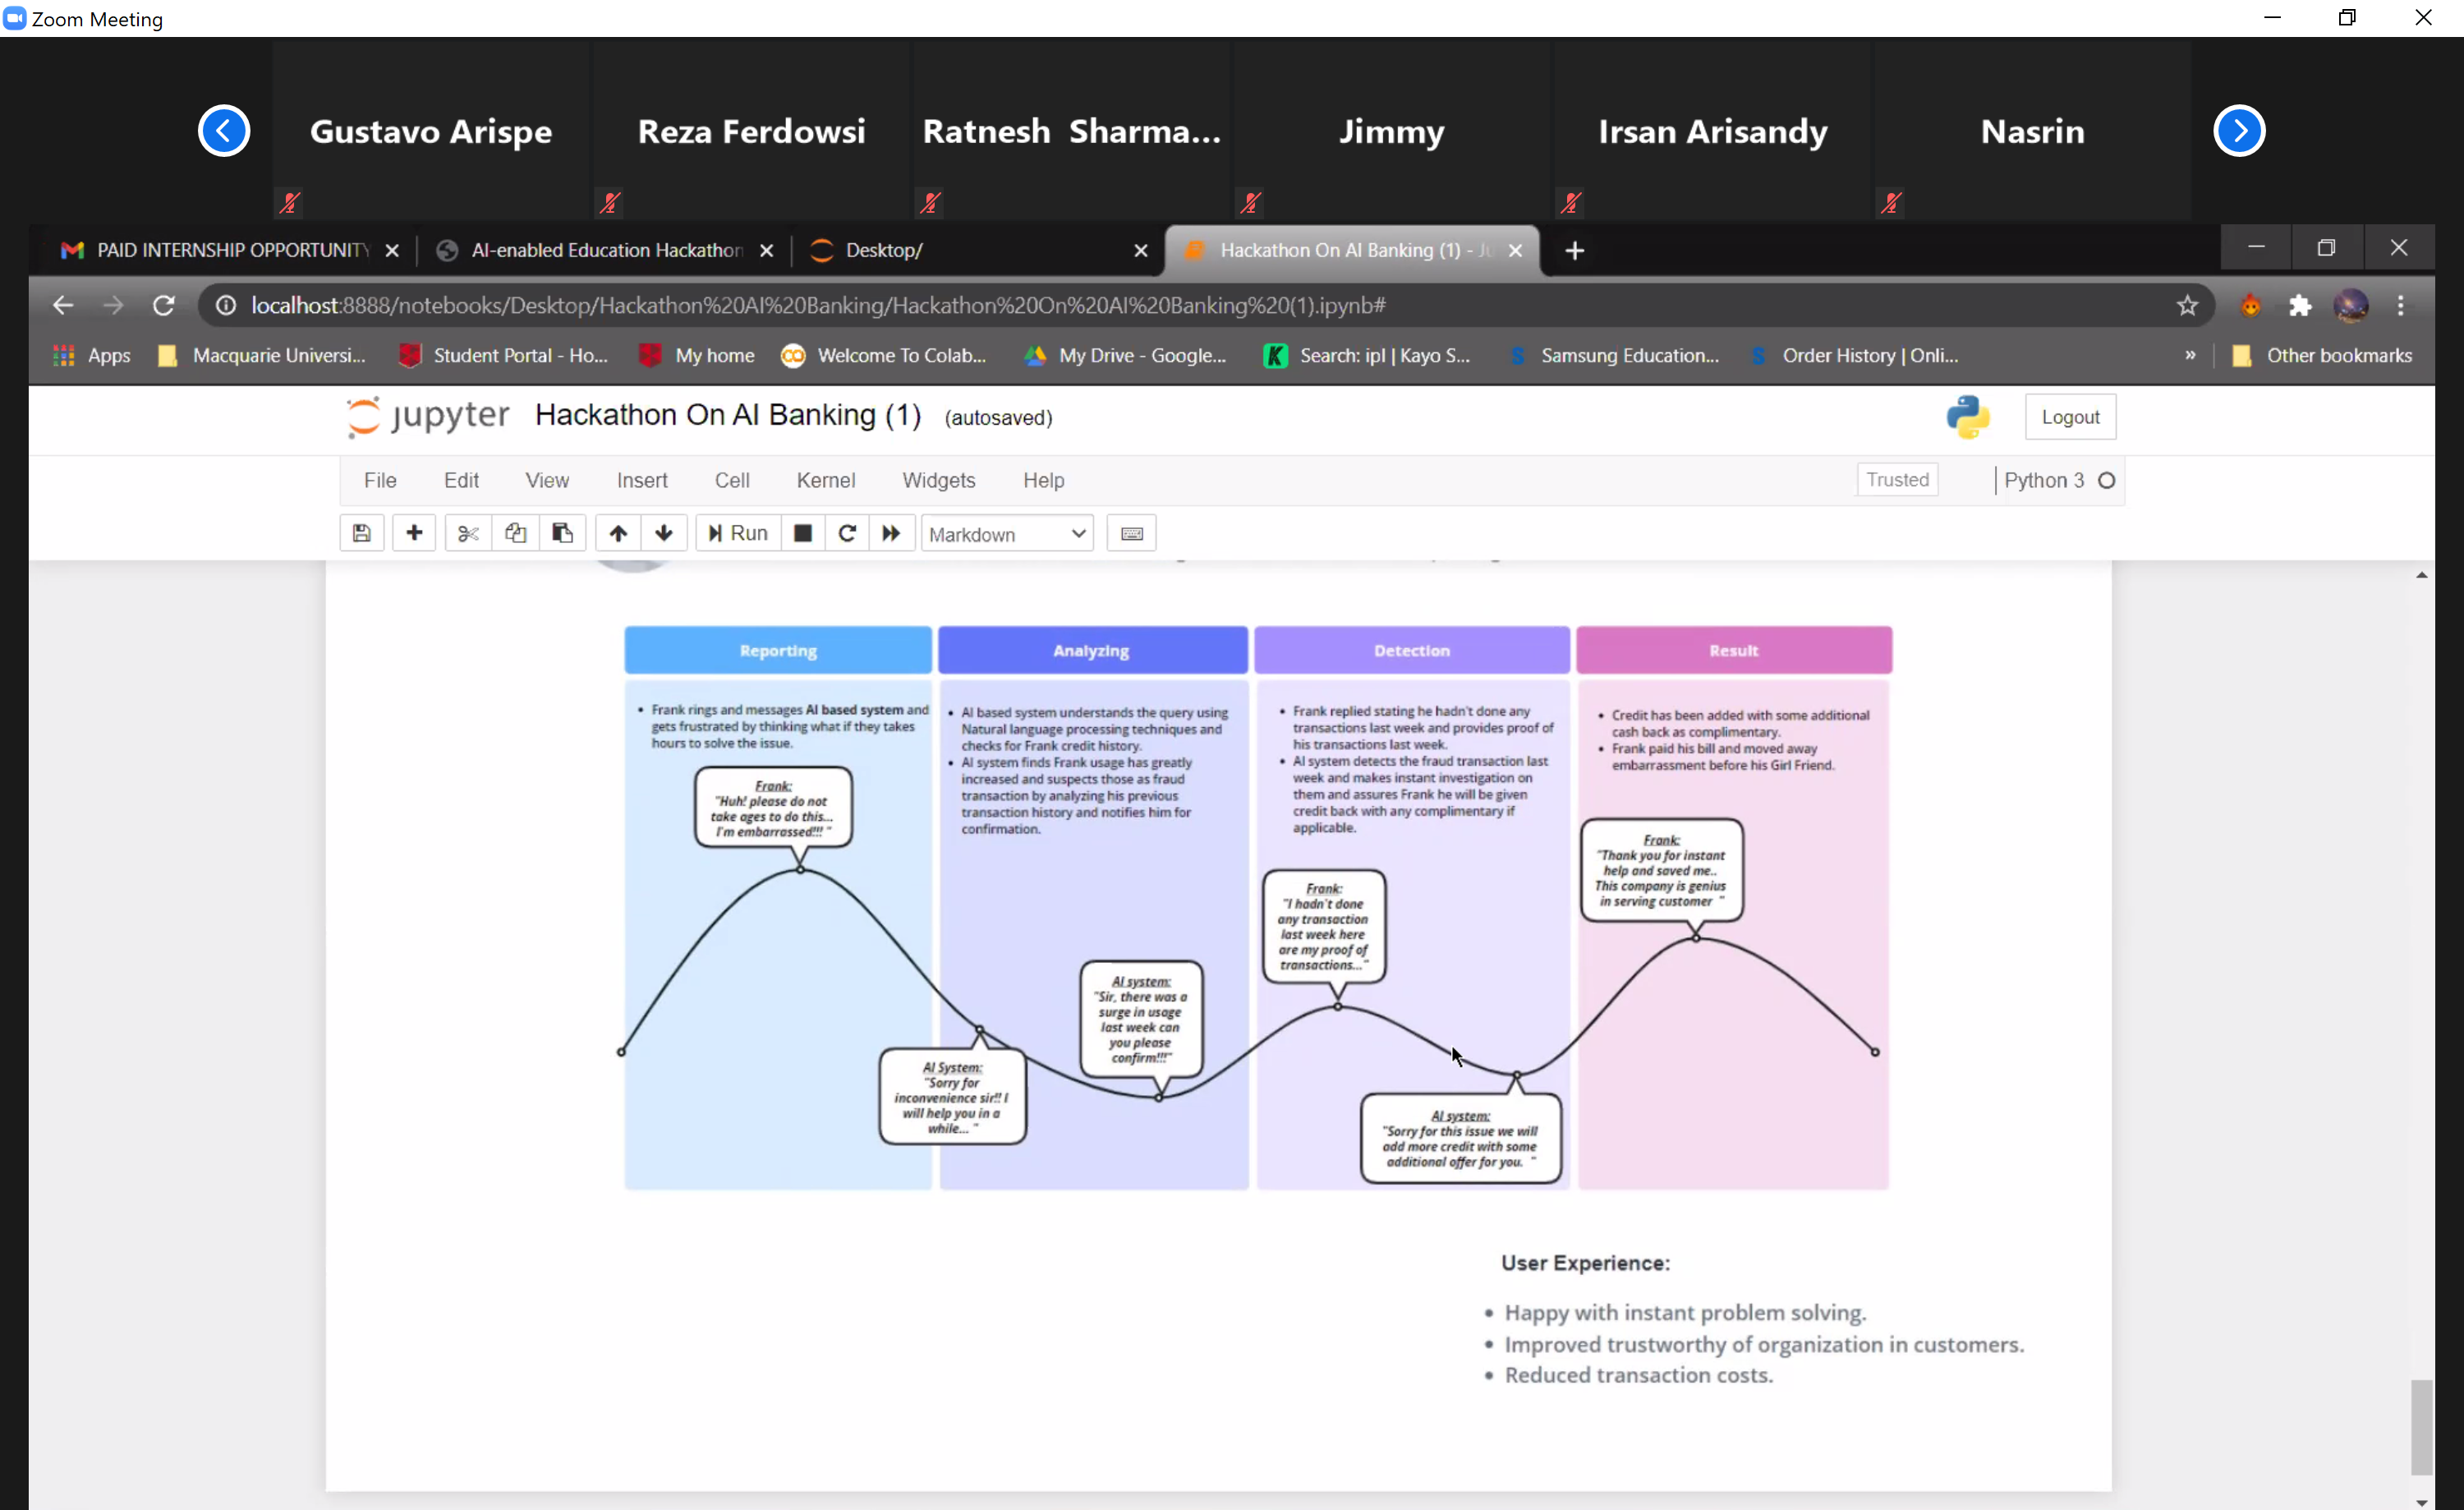 Zoom Meeting
Gustavo Arispe
Reza Ferdowsi
Ratnesh Sharma...
Jimmy
Irsan Arisandy
Nasrin
PAID INTERNSHIP OPPORTUNITY
AI-enabled Education Hackathon
Desktop/
Hackathon On AI Banking (1) - Ju
localhost:8888/notebooks/Desktop/Hackathon%20AI%20Banking/Hackathon%20On%20AI%20Banking%20(1).ipynb#
Apps
Macquarie Universi...
Student Portal - Ho...
My home
Welcome To Colab...
My Drive - Google...
Search: ipl | Kayo S...
Samsung Education...
Order History | Onli...
»
Other bookmarks
jupyter
Hackathon On AI Banking (1)
(autosaved)
Logout
File
Edit
View
Insert
Cell
Kernel
Widgets
Help
Trusted
Python 3
Run
Markdown
Reporting
Analyzing
Detection
Result
• Frank rings and messages AI based system and
gets frustrated by thinking what if they takes
hours to solve the issue.
Frank:
"Huh! please do not
take ages to do this...
I'm embarrassed!!! "
• AI based system understands the query using
Natural language processing techniques and
checks for Frank credit history.
• AI system finds Frank usage has greatly
increased and suspects those as fraud
transaction by analyzing his previous
transaction history and notifies him for
confirmation.
• Frank replied stating he hadn't done any
transactions last week and provides proof of
his transactions last week.
• AI system detects the fraud transaction last
week and makes instant investigation on
them and assures Frank he will be given
credit back with any complimentary if
applicable.
• Credit has been added with some additional
cash back as complimentary.
• Frank paid his bill and moved away
embarrassment before his Girl Friend.
AI System:
"Sorry for
inconvenience sir!! I
will help you in a
while... "
AI system:
"Sir, there was a
surge in usage
last week can
you please
confirm!!!"
Frank:
"I hadn't done
any transaction
last week here
are my proof of
transactions..."
AI system:
"Sorry for this issue we will
add more credit with some
additional offer for you. "
Frank:
"Thank you for instant
help and saved me..
This company is genius
in serving customer "
User Experience:
• Happy with instant problem solving.
• Improved trustworthy of organization in customers.
• Reduced transaction costs.